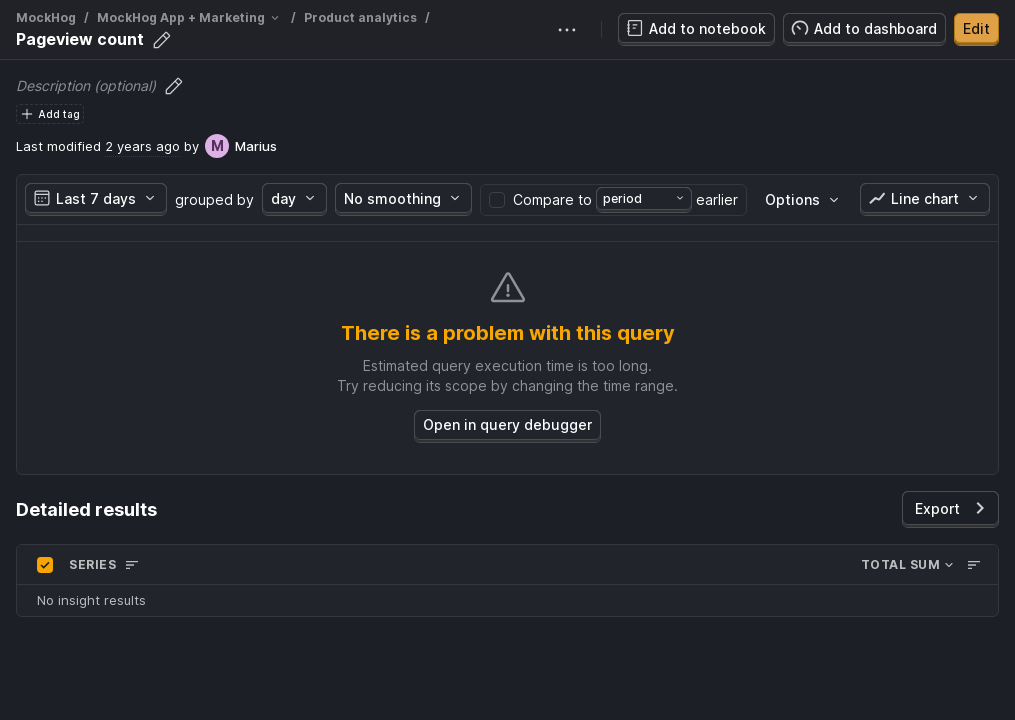 MockHog / MockHog App + Marketing / Product analytics /
Pageview count
Add to notebook
Add to dashboard
Edit
Description (optional)
Add tag
Last modified 2 years ago by M Marius
Last 7 days grouped by day No smoothing Compare to period earlier Options Line chart
There is a problem with this query
Estimated query execution time is too long.
Try reducing its scope by changing the time range.
Open in query debugger
Detailed results
Export
SERIES TOTAL SUM
No insight results